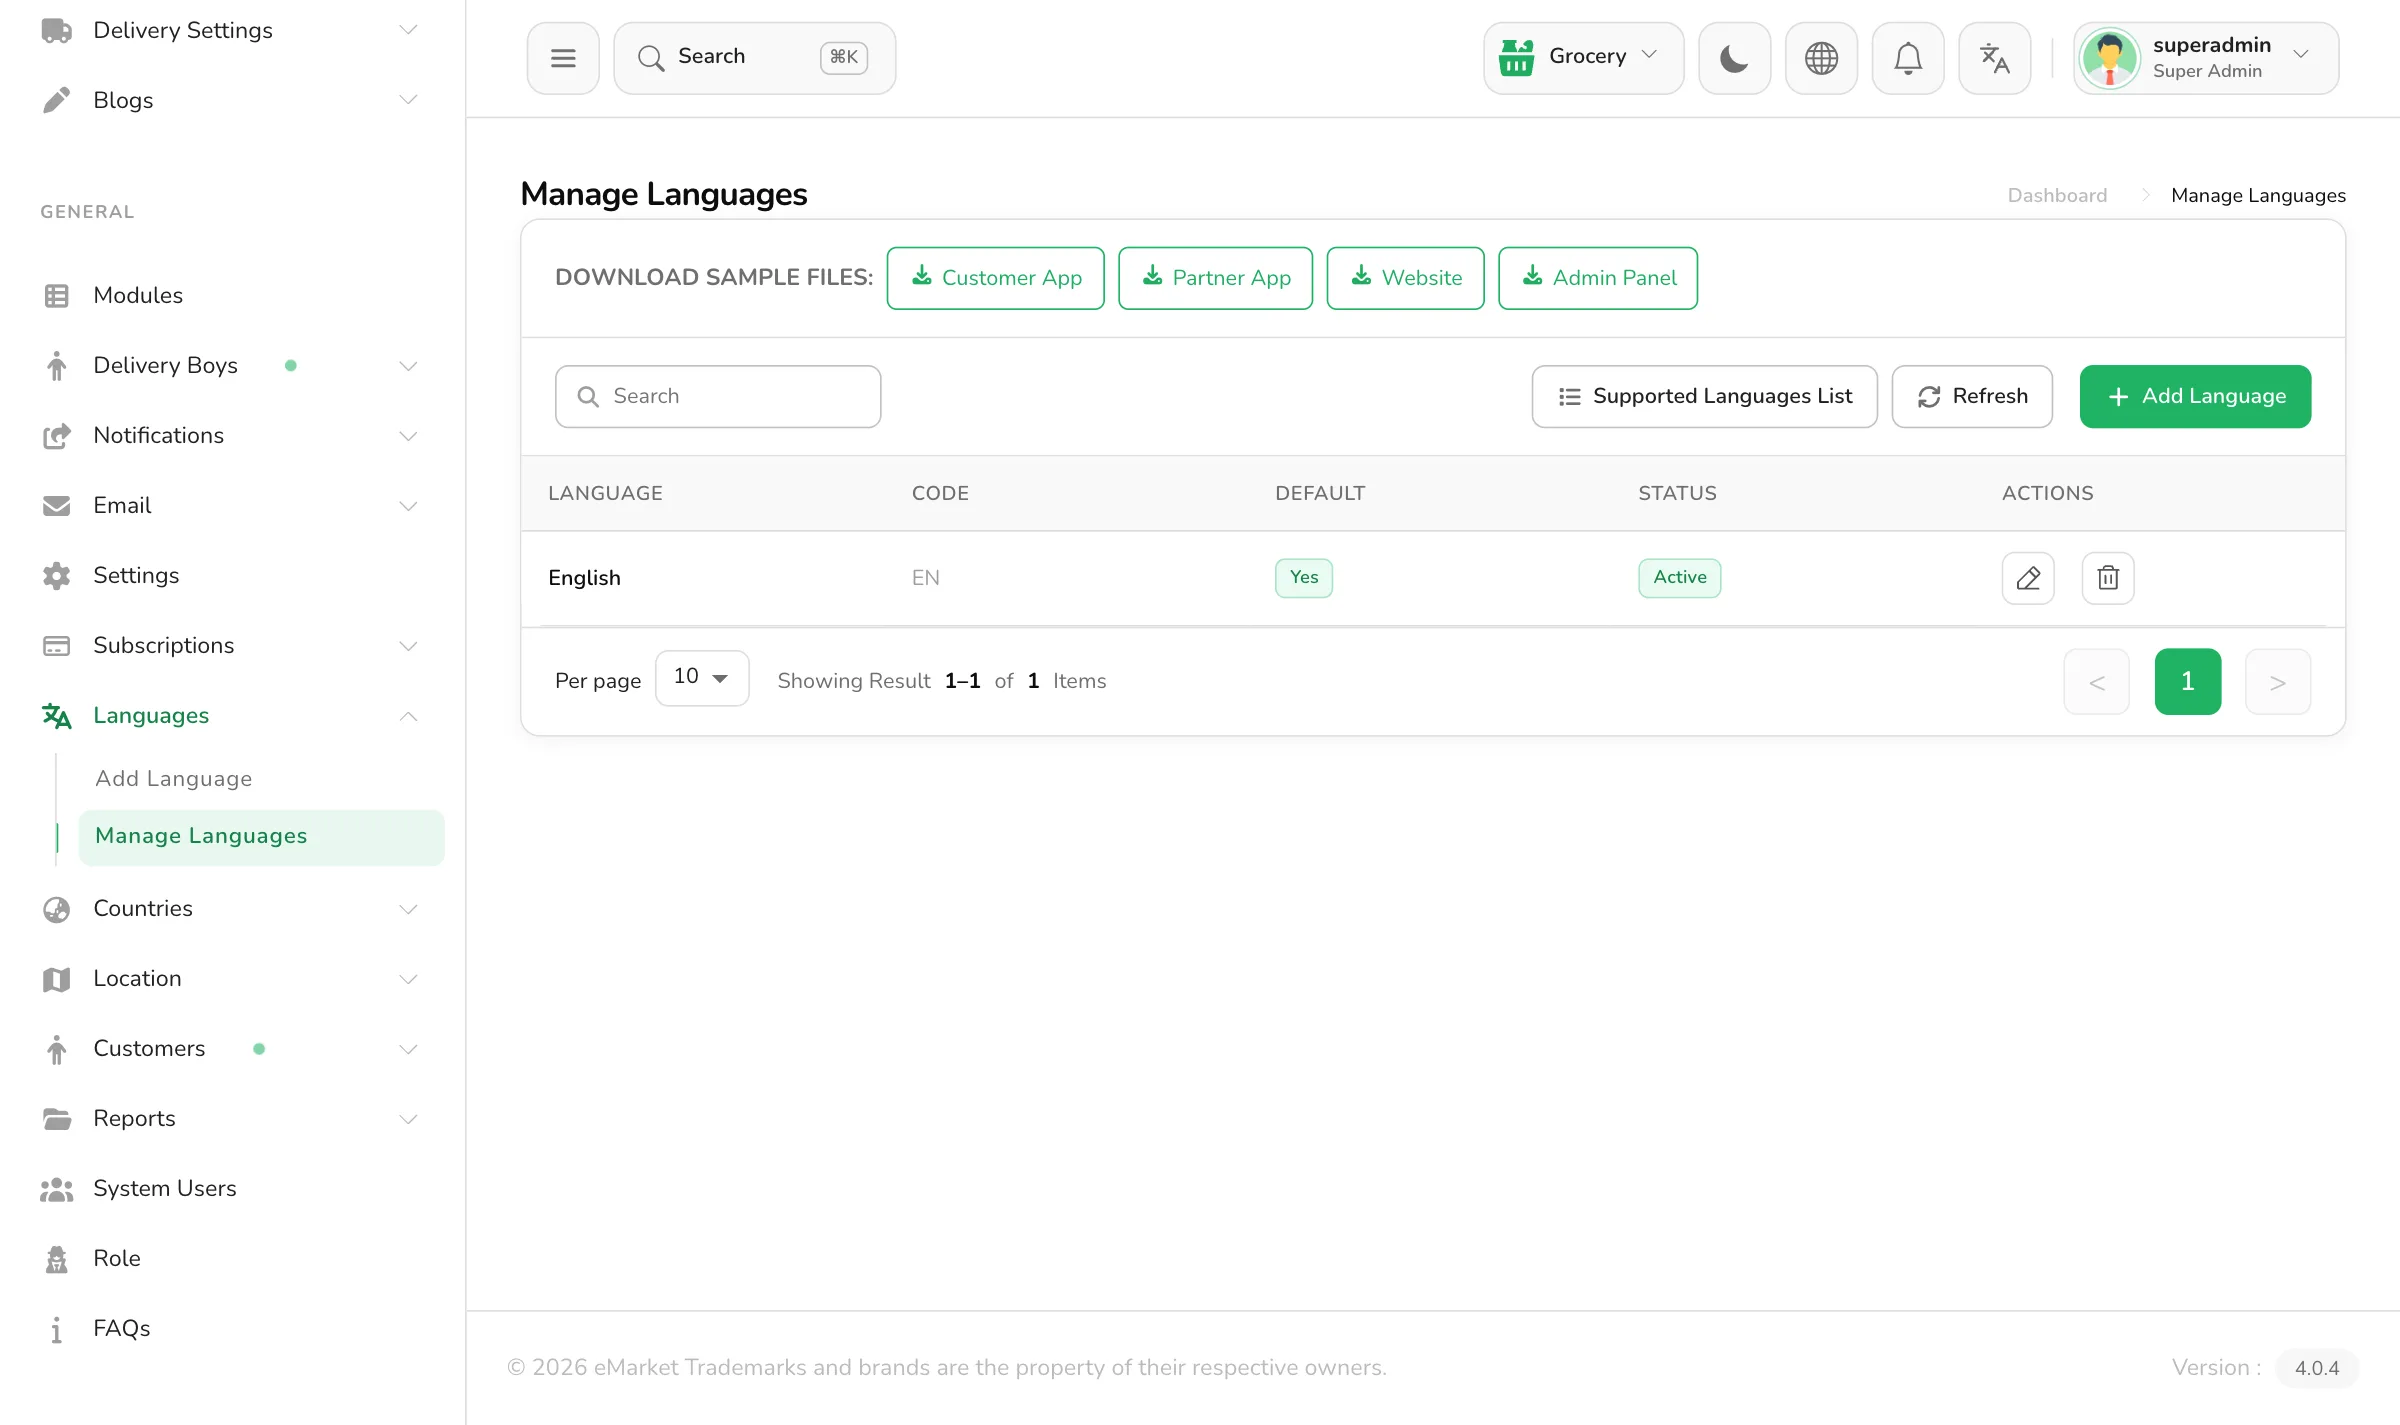 Delivery Settings
Blogs
GENERAL
Modules
Delivery Boys
Notifications
Email
Settings
Subscriptions
Languages
Add Language
Manage Languages
Countries
Location
Customers
Reports
System Users
Role
FAQs
Search ⌘K
Grocery
superadmin
Super Admin
Manage Languages
Dashboard > Manage Languages
DOWNLOAD SAMPLE FILES: Customer App Partner App Website Admin Panel
Search
Supported Languages List Refresh + Add Language
LANGUAGE CODE DEFAULT STATUS ACTIONS
English EN Yes Active
Per page 10 Showing Result 1–1 of 1 Items
< 1 >
© 2026 eMarket Trademarks and brands are the property of their respective owners.
Version : 4.0.4